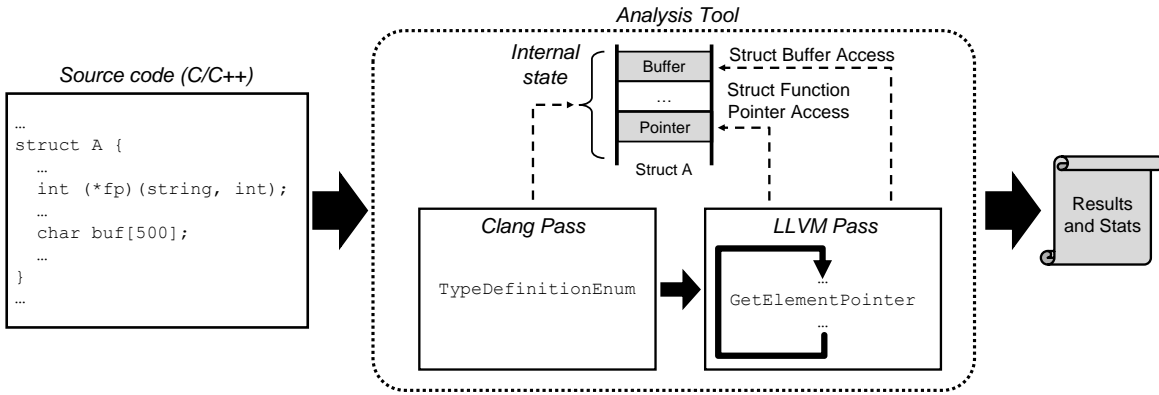 Analysis Tool
Source code (C/C++)
…
struct A {
…
int (*fp)(string, int);
…
char buf[500];
…
}
…
Internal
state
Buffer
…
Pointer
Struct A
Struct Buffer Access
Struct Function
Pointer Access
Clang Pass
TypeDefinitionEnum
LLVM Pass
…
GetElementPointer
…
Results
and Stats